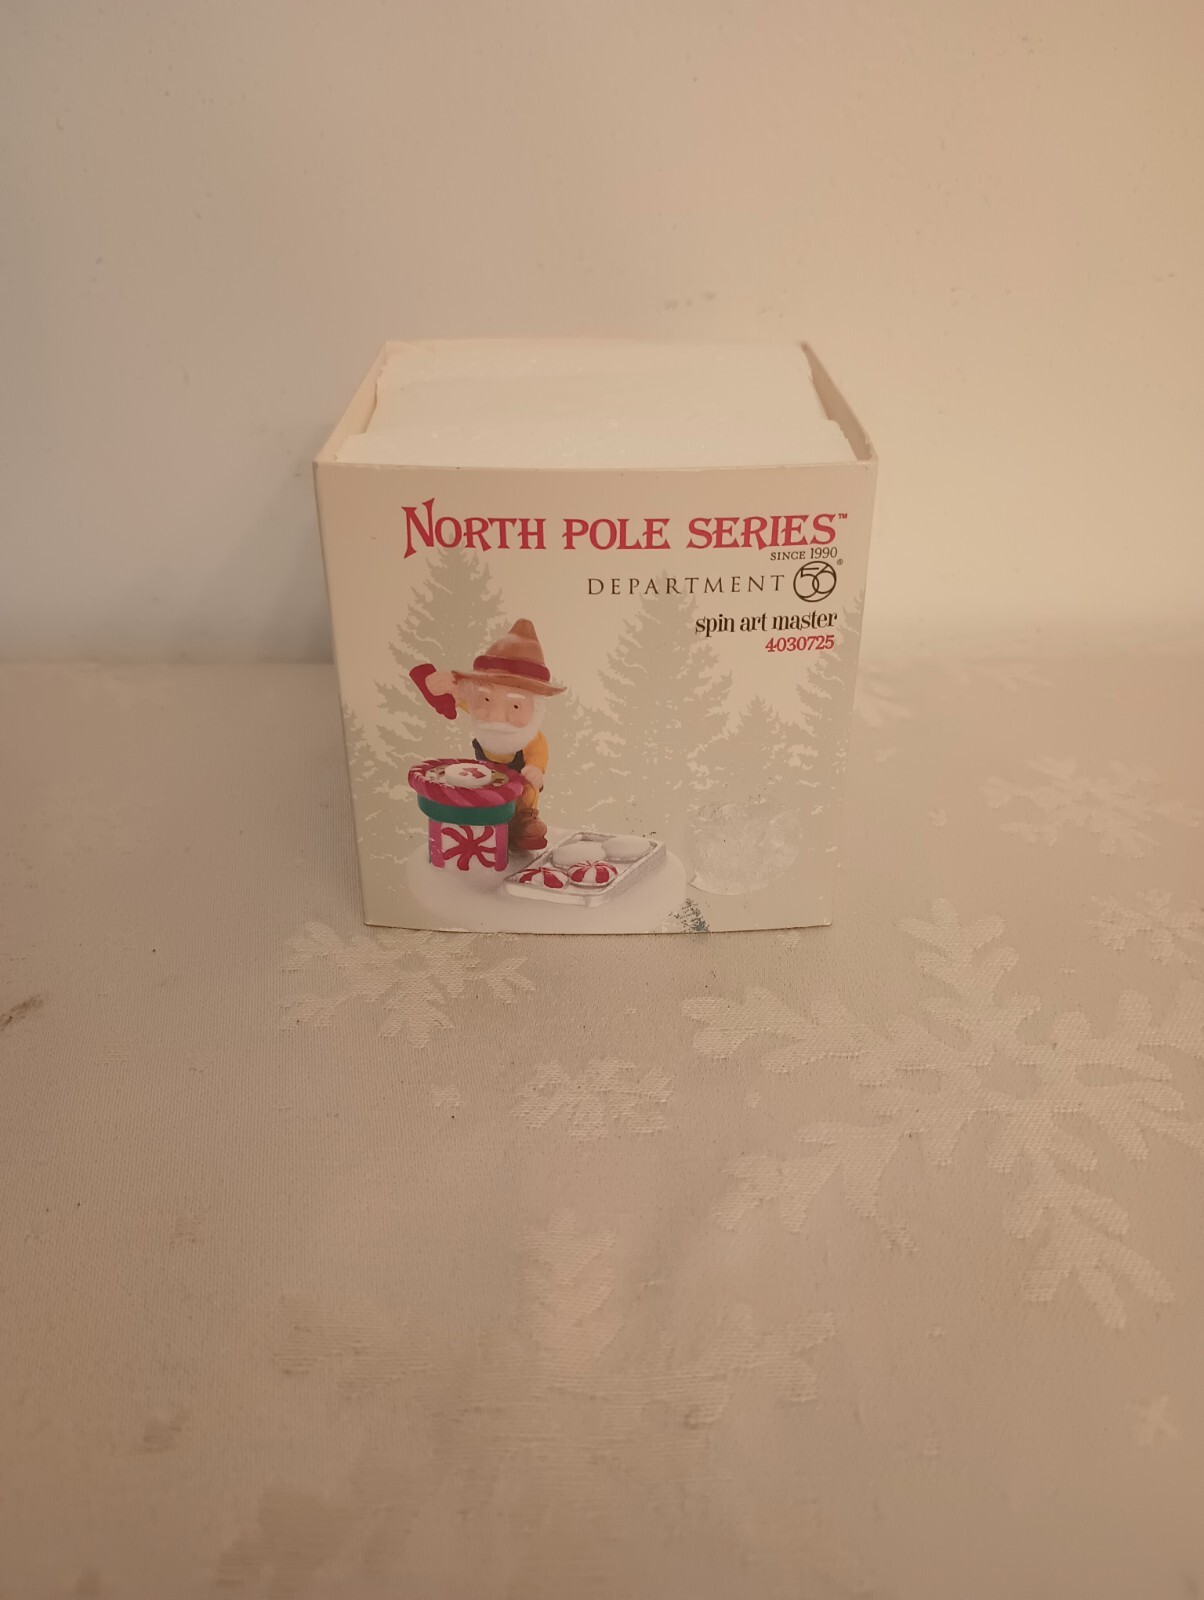 NORTH POLE SERIES™
SINCE 1990
DEPARTMENT 56®
spin art master
4030725